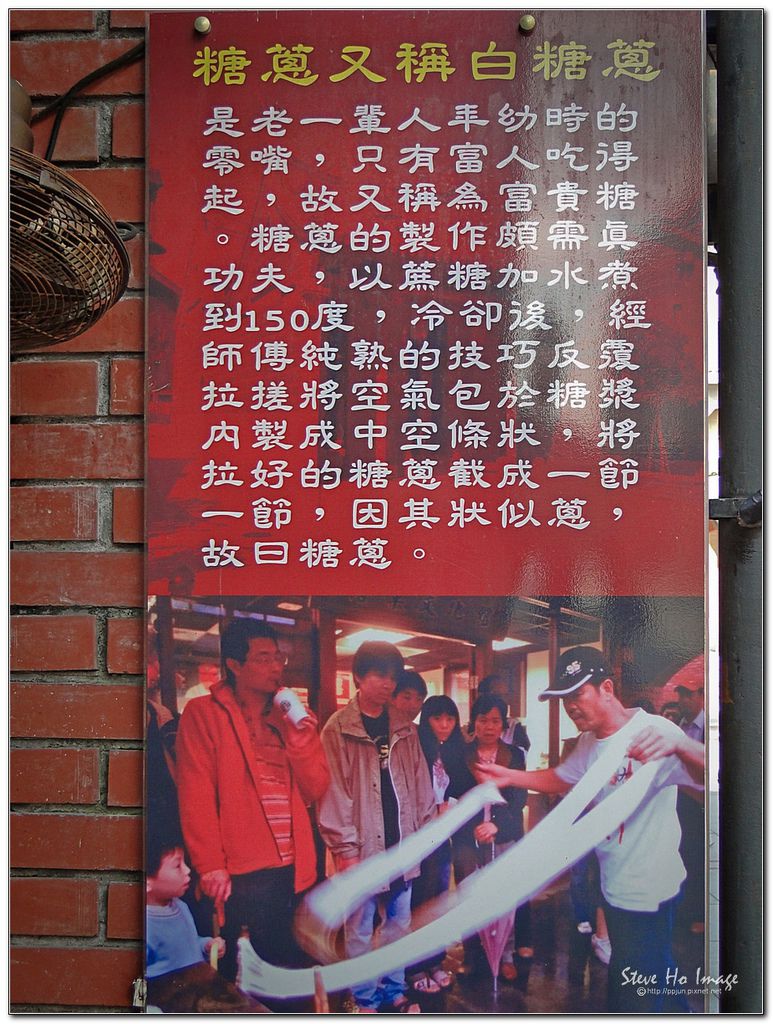 糖蔥又稱白糖蔥
是老一輩人年幼時的
零嘴，只有富人吃得
起，故又稱為富貴糖
。糖蔥的製作頗需真
功夫，以蔗糖加水煮
到150度，冷卻後，經
師傅純熟的技巧反覆
拉搓將空氣包於糖漿
內製成中空條狀，將
拉好的糖蔥截成一節
一節，因其狀似蔥，
故曰糖蔥。
Steve Ho Image
©http://ppjun.pixnet.net